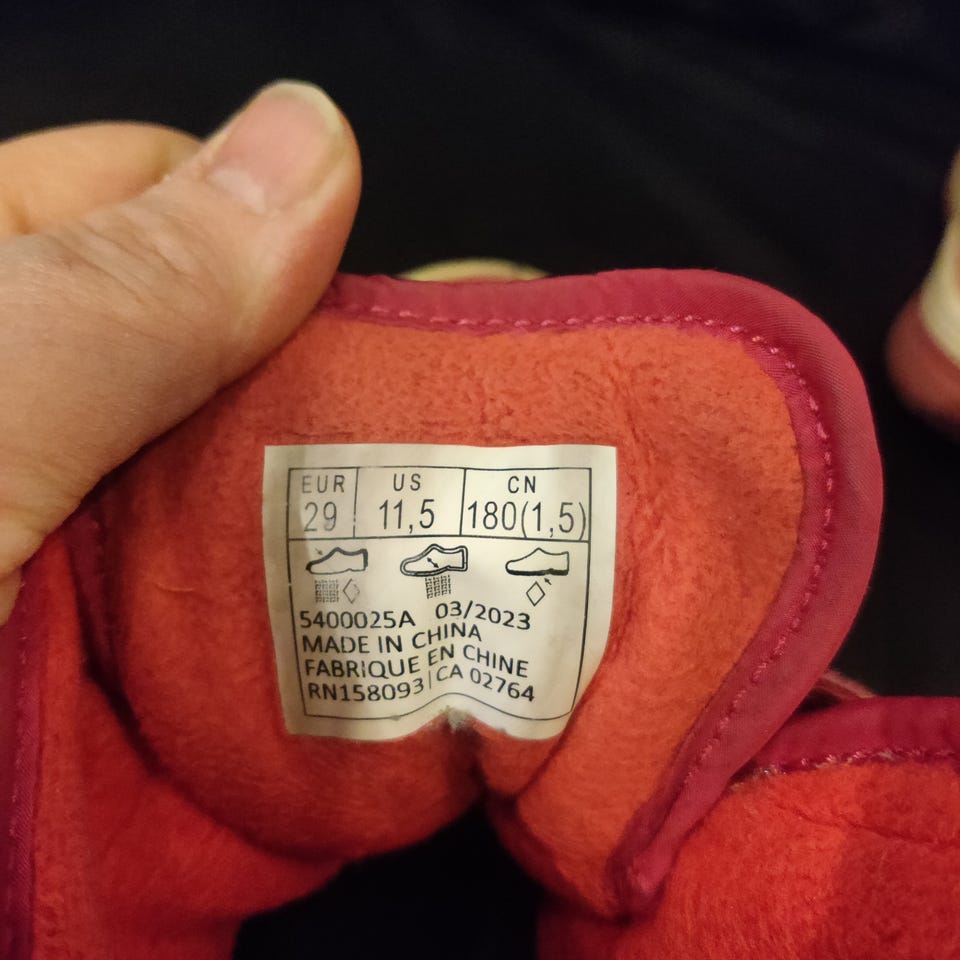 EUR US CN
29 11,5 180(1,5)
5400025A 03/2023
MADE IN CHINA
FABRIQUE EN CHINE
RN158093|CA 02764